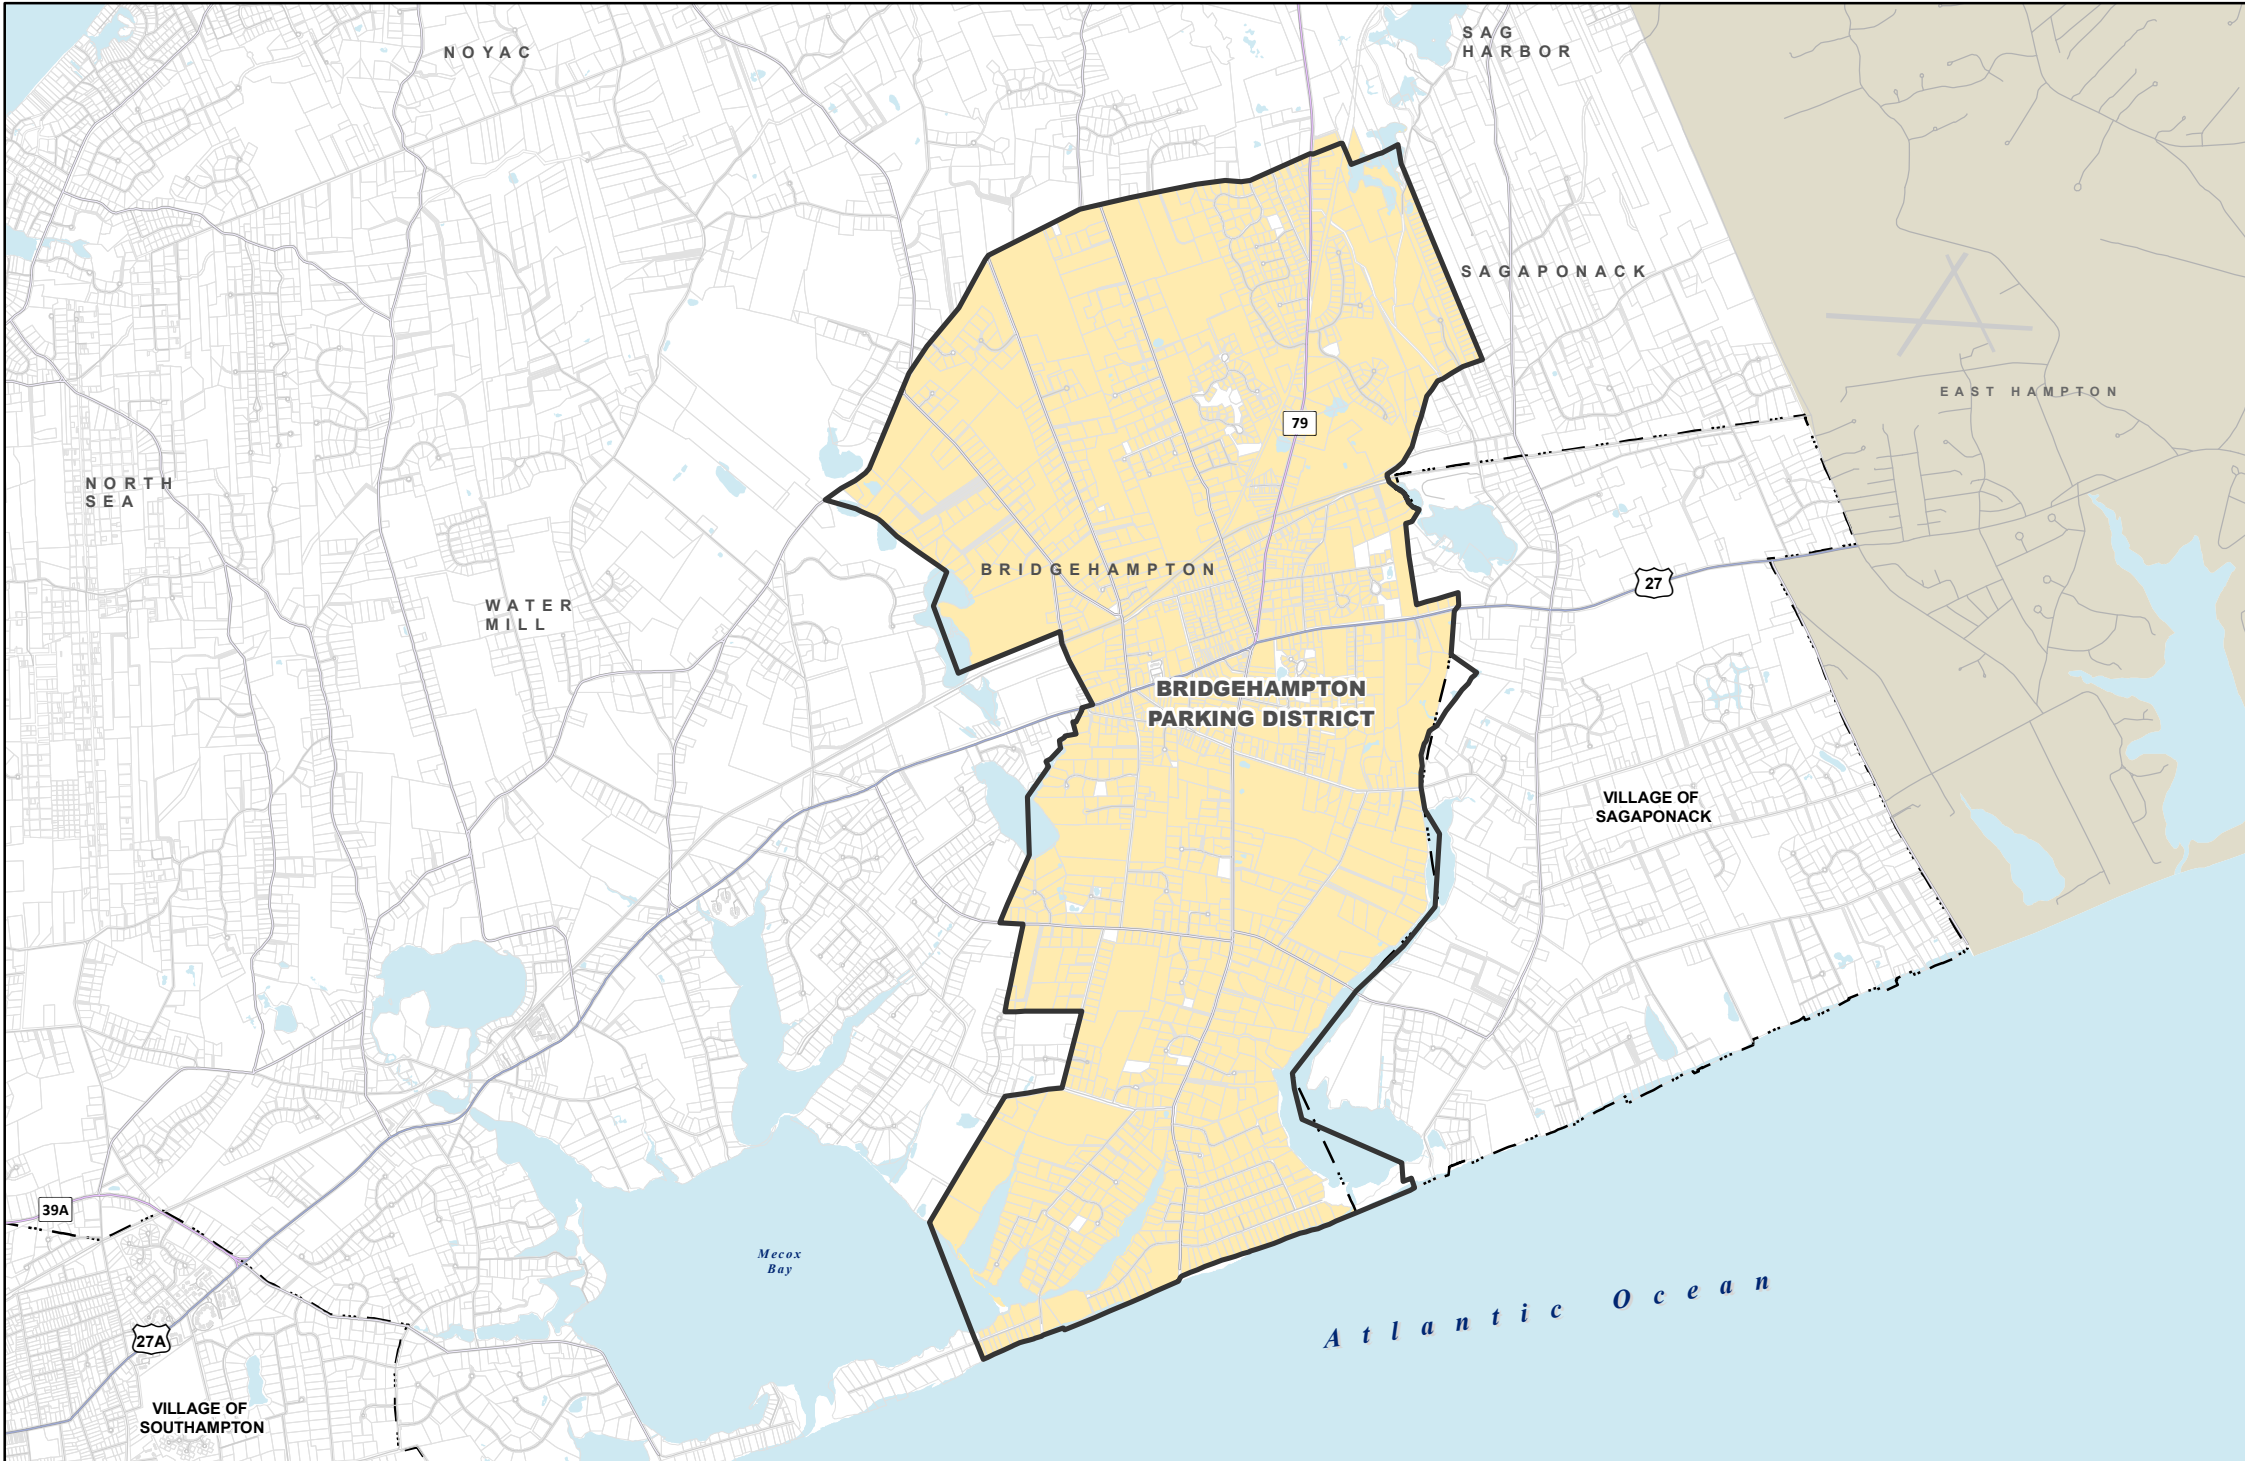 NOYAC
SAG
HARBOR
SAGAPONACK
EAST HAMPTON
79
NORTH
SEA
BRIDGEHAMPTON
27
WATER
MILL
BRIDGEHAMPTON
PARKING DISTRICT
VILLAGE OF
SAGAPONACK
39A
Mecox
Bay
Atlantic Ocean
27A
VILLAGE OF
SOUTHAMPTON